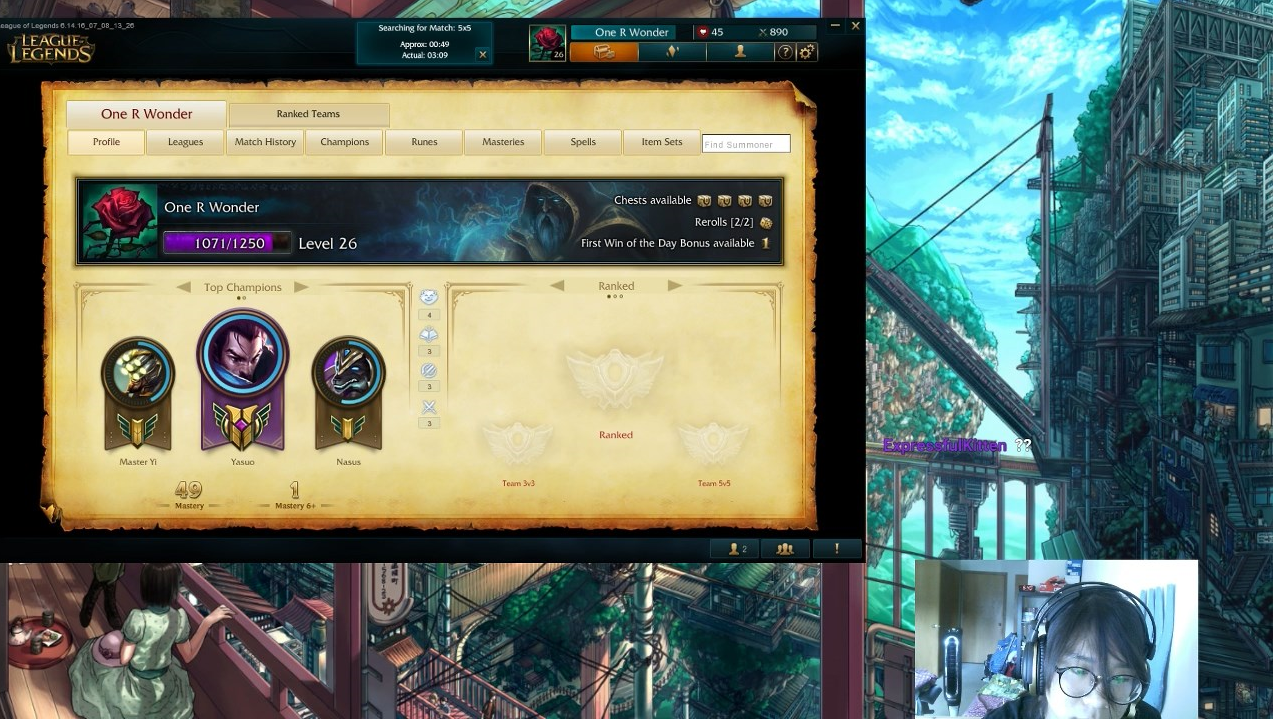 League of Legends 6.14.16_07_08_13_26
LEAGUE OF LEGENDS
Searching for Match: 5x5
Approx: 00:49
Actual: 03:09
26
One R Wonder
45
890
?
One R Wonder
Ranked Teams
Profile
Leagues
Match History
Champions
Runes
Masteries
Spells
Item Sets
Find Summoner
One R Wonder
1071/1250
Level 26
Chests available
Rerolls [2/2]
First Win of the Day Bonus available 1
Top Champions
Ranked
4
3
3
3
Master Yi
Yasuo
Nasus
Ranked
Team 3v3
Team 5v5
49
Mastery
1
Mastery 6+
2
!
ExpressfulKitten ??